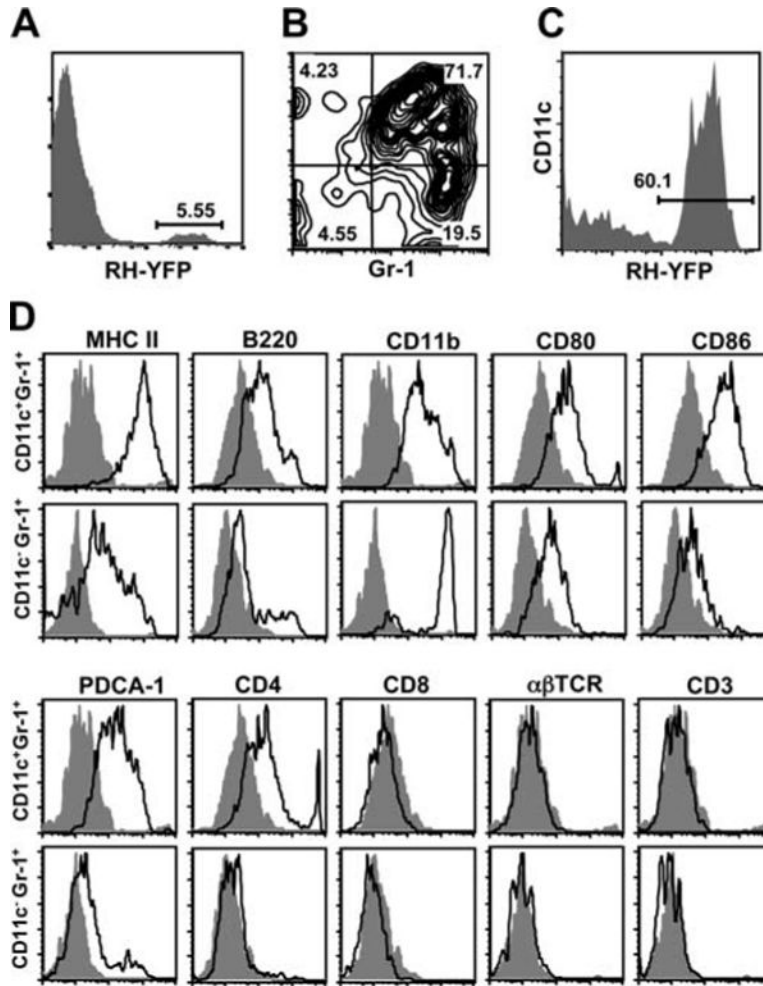 A
B
C
5.55
RH-YFP
4.23
71.7
4.55
19.5
Gr-1
CD11c
60.1
RH-YFP
D
MHC II
B220
CD11b
CD80
CD86
CD11c⁺Gr-1⁺
CD11c⁻Gr-1⁺
PDCA-1
CD4
CD8
αβTCR
CD3
CD11c⁺Gr-1⁺
CD11c⁻Gr-1⁺